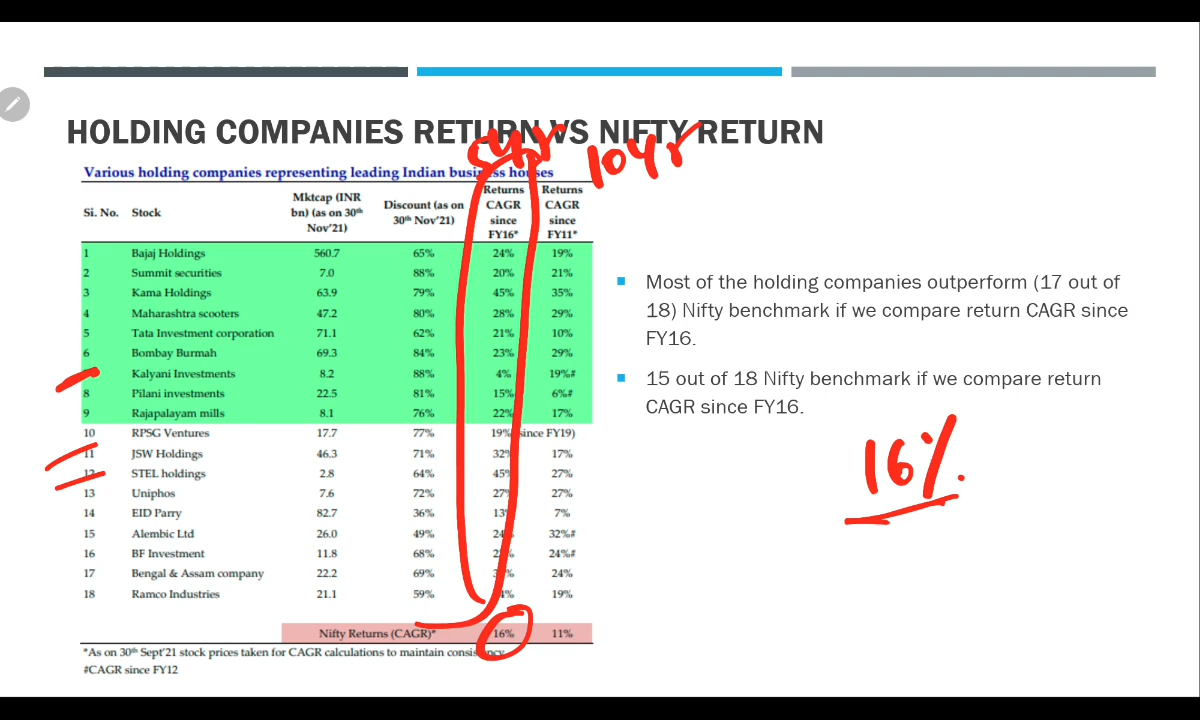 HOLDING COMPANIES RETURN VS NIFTY RETURN
5yr
10yr
Various holding companies representing leading Indian business houses
Si. No. Stock Mktcap (INR bn) (as on 30th Nov'21) Discount (as on 30th Nov'21) Returns CAGR since FY16* Returns CAGR since FY11*
1 Bajaj Holdings 560.7 65% 24% 19%
2 Summit securities 7.0 88% 20% 21%
3 Kama Holdings 63.9 79% 45% 35%
4 Maharashtra scooters 47.2 80% 28% 29%
5 Tata Investment corporation 71.1 62% 21% 10%
6 Bombay Burmah 69.3 84% 23% 29%
Kalyani Investments 8.2 88% 4% 19%#
8 Pilani investments 22.5 81% 15% 6%#
9 Rajapalayam mills 8.1 76% 22% 17%
10 RPSG Ventures 17.7 77% 19% since FY19)
11 JSW Holdings 46.3 71% 32% 17%
12 STEL holdings 2.8 64% 45% 27%
13 Uniphos 7.6 72% 27% 27%
14 EID Parry 82.7 36% 13% 7%
15 Alembic Ltd 26.0 49% 24% 32%#
16 BF Investment 11.8 68% 24%#
17 Bengal & Assam company 22.2 69% 24%
18 Ramco Industries 21.1 59% 19%
Nifty Returns (CAGR)* 16% 11%
*As on 30th Sept'21 stock prices taken for CAGR calculations to maintain consistency
#CAGR since FY12
Most of the holding companies outperform (17 out of
18) Nifty benchmark if we compare return CAGR since
FY16.
15 out of 18 Nifty benchmark if we compare return
CAGR since FY16.
16%